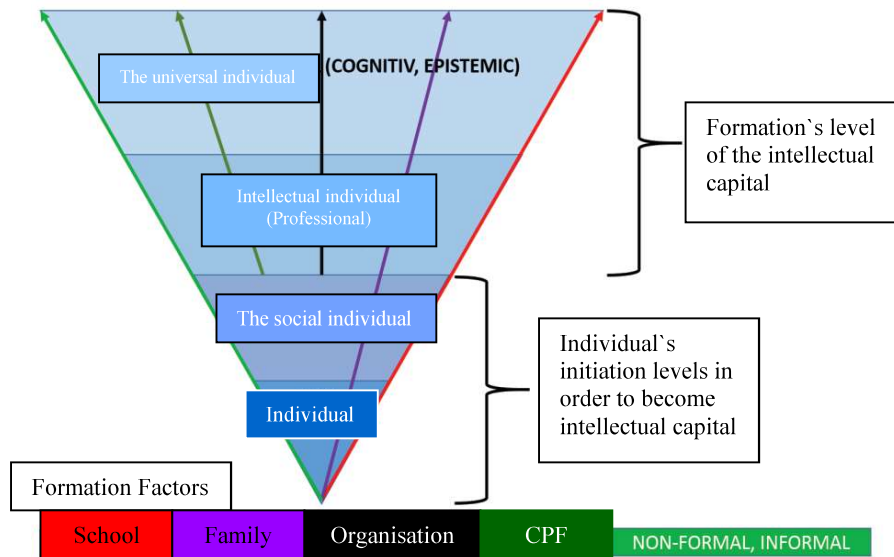 The universal individual
(COGNITIV, EPISTEMIC)
Formation`s level
of the intellectual
capital
Intellectual individual
(Professional)
The social individual
Individual`s
initiation levels in
order to become
intellectual capital
Individual
Formation Factors
School
Family
Organisation
CPF
NON-FORMAL, INFORMAL